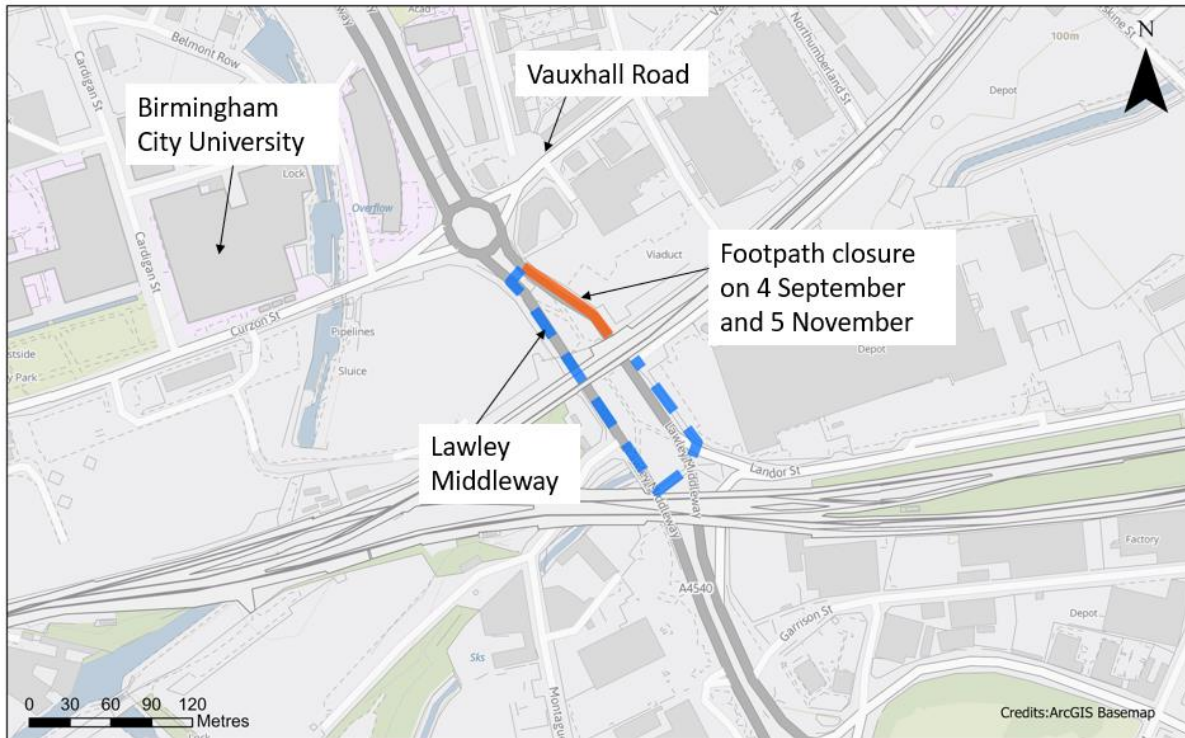 Acad
Belmont Row
Cardigan St
Vauxhall Road
Northumberland St
100m
N
Birmingham
City University
Lock
Depot
Overflow
Viaduct
Footpath closure
on 4 September
and 5 November
Cardigan St
Curzon St
Pipelines
Sluice
Depot
Lawley
Middleway
Lawley Middleway
Landor St
Factory
A4540
Garrison St
Depot
Sks
0 30 60 90 120
Metres
Lock
Credits:ArcGIS Basemap